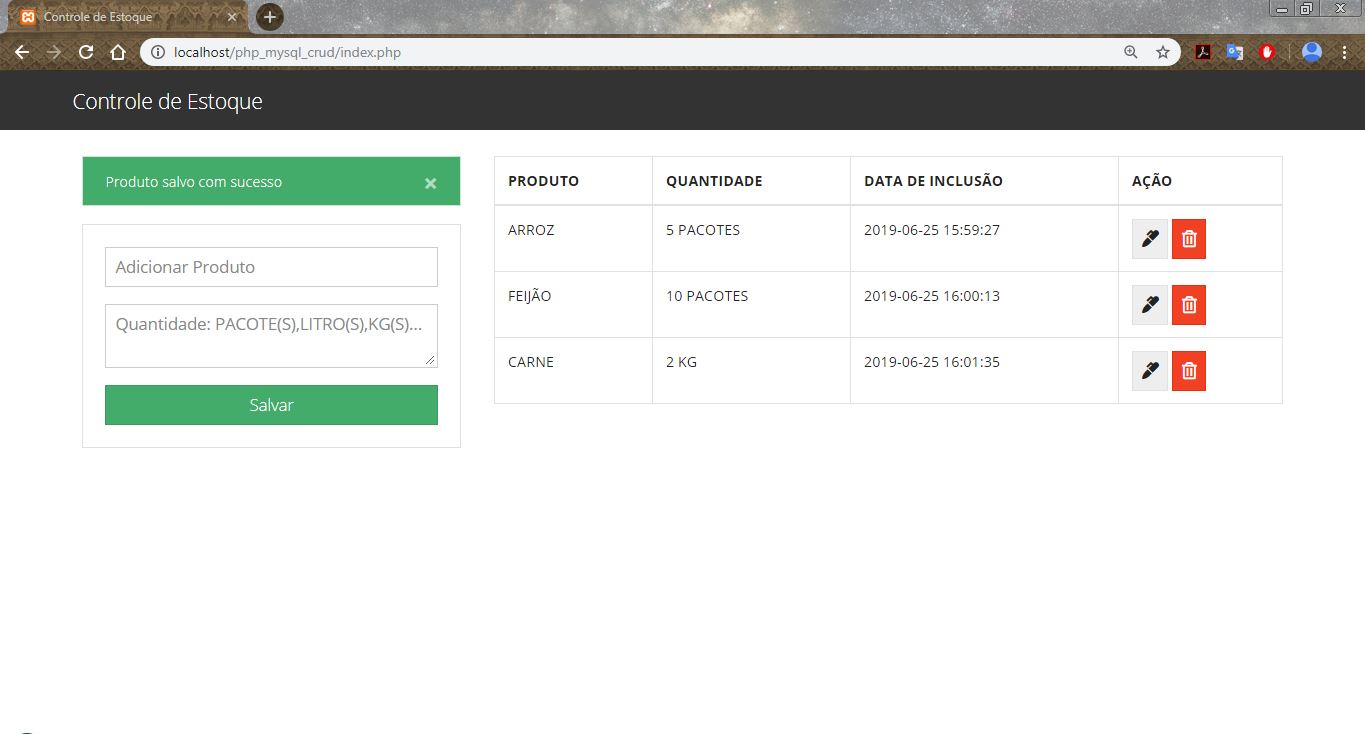 Controle de Estoque
localhost/php_mysql_crud/index.php
Controle de Estoque
Produto salvo com sucesso
Adicionar Produto
Quantidade: PACOTE(S),LITRO(S),KG(S)...
Salvar
PRODUTO QUANTIDADE DATA DE INCLUSÃO AÇÃO
ARROZ 5 PACOTES 2019-06-25 15:59:27
FEIJÃO 10 PACOTES 2019-06-25 16:00:13
CARNE 2 KG 2019-06-25 16:01:35